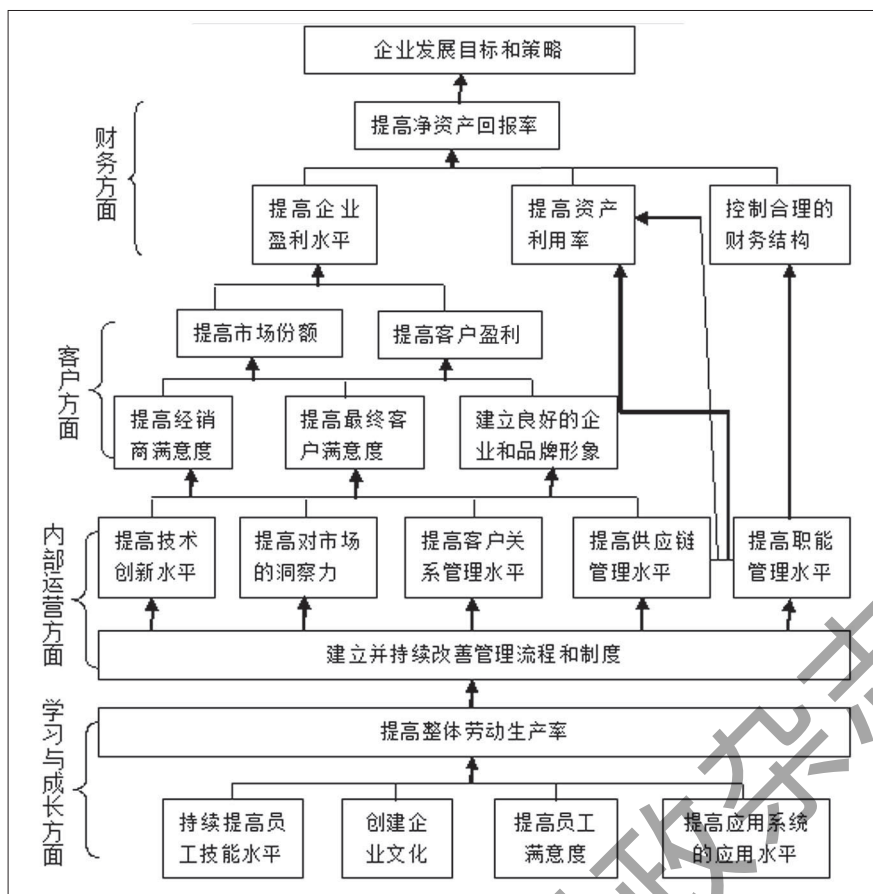 企业发展目标和策略
财务方面
提高净资产回报率
提高企业
盈利水平
提高资产
利用率
控制合理的
财务结构
客户方面
提高市场份额
提高客户盈利
提高经销
商满意度
提高最终客
户满意度
建立良好的企
业和品牌形象
内部运营方面
提高技术
创新水平
提高对市场
的洞察力
提高客户关
系管理水平
提高供应链
管理水平
提高职能
管理水平
建立并持续改善管理流程和制度
学习与成长方面
提高整体劳动生产率
持续提高员
工技能水平
创建企
业文化
提高员工
满意度
提高应用系统
的应用水平
政杂志